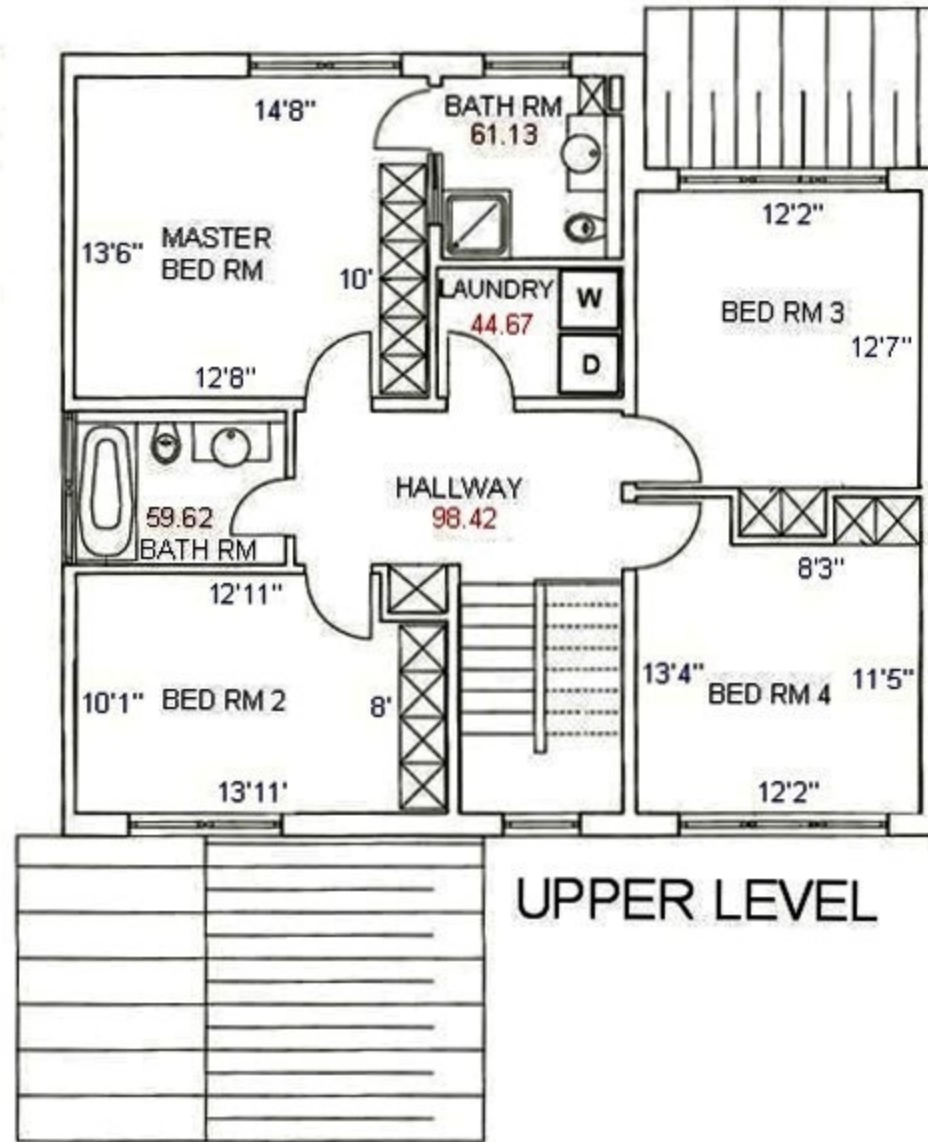 14'8"
BATH RM
61.13
12'2"
13'6"
MASTER
BED RM
10'
LAUNDRY
44.67
W
D
BED RM 3
12'7"
12'8"
HALLWAY
98.42
59.62
BATH RM
12'11"
8'3"
10'1"
BED RM 2
8'
13'4"
BED RM 4
11'5"
13'11'
12'2"
UPPER LEVEL